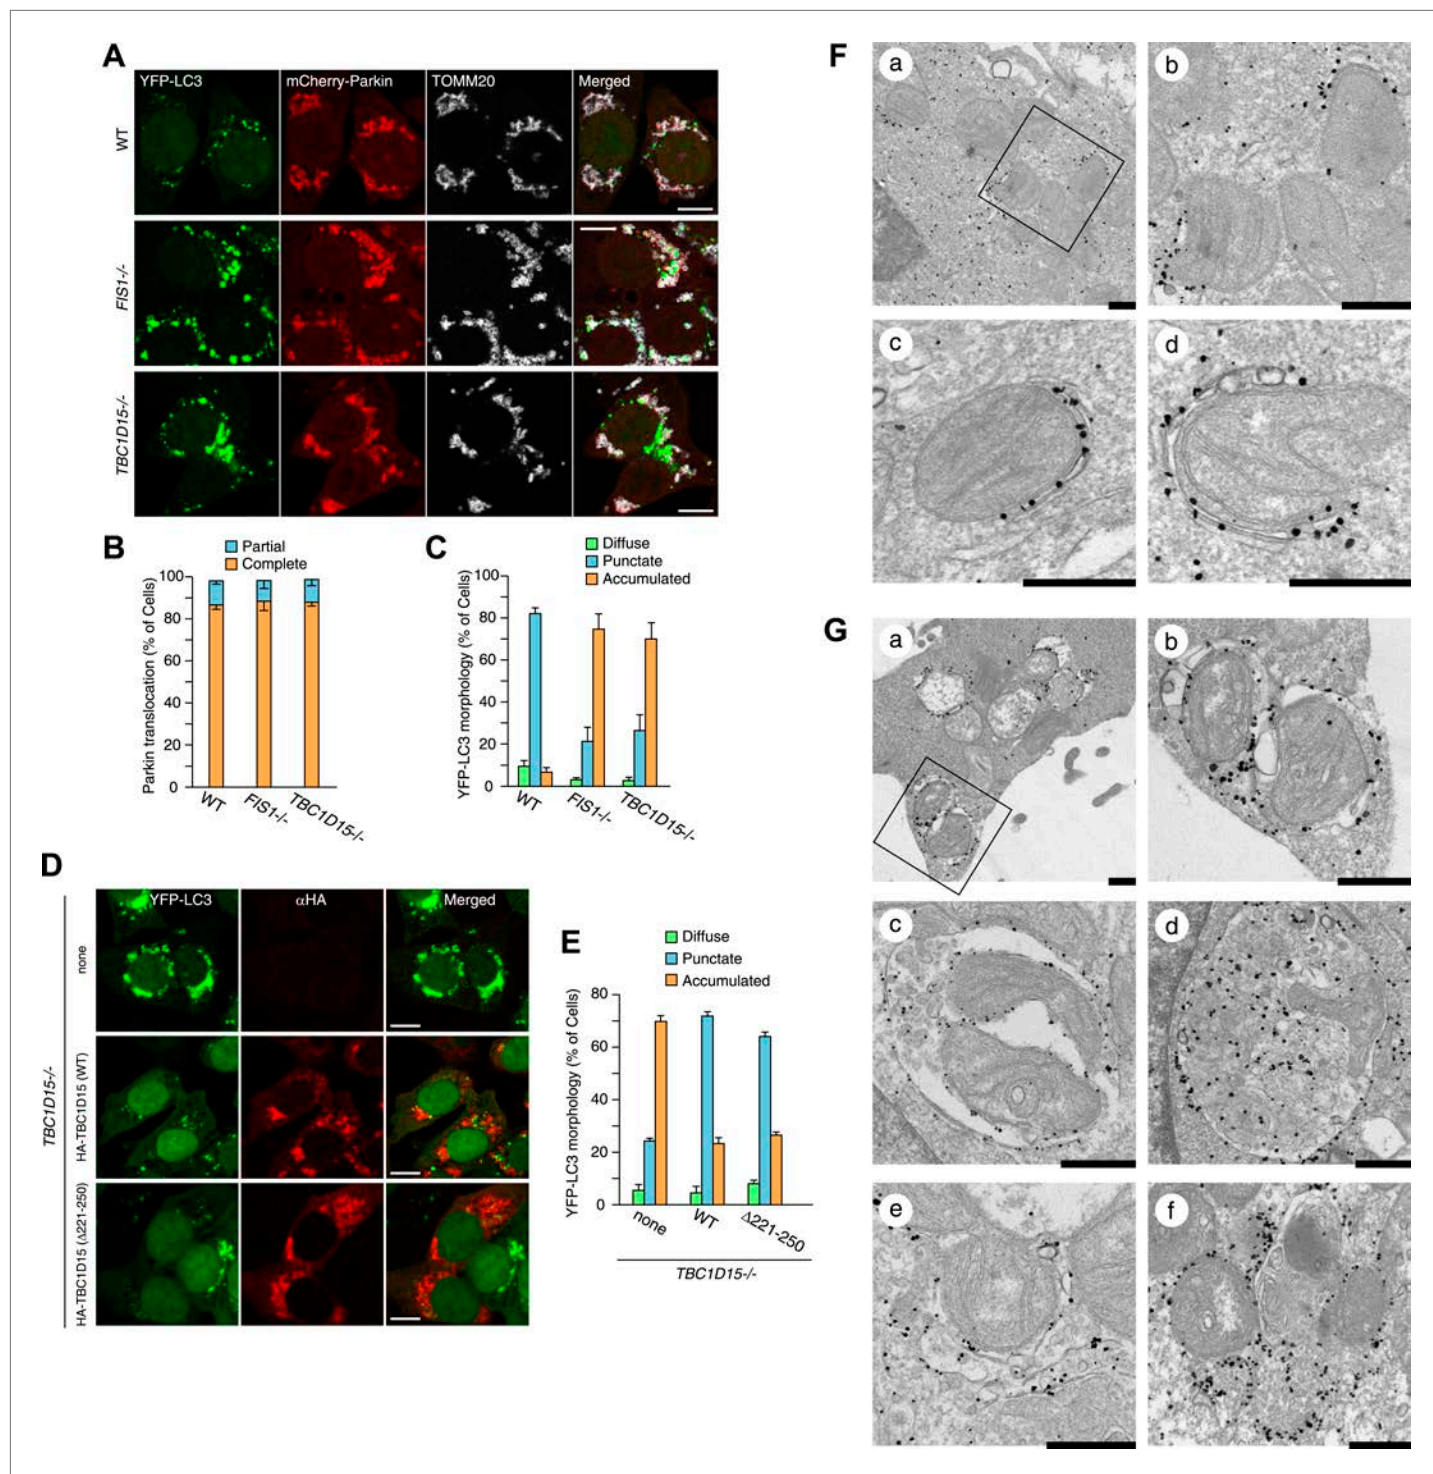 A
YFP-LC3 mCherry-Parkin TOMM20 Merged
WT
FIS1-/-
TBC1D15-/-
B
Partial
Complete
Parkin translocation (% of Cells)
100
80
60
40
20
0
WT FIS1-/- TBC1D15-/-
C
Diffuse
Punctate
Accumulated
YFP-LC3 morphology (% of Cells)
100
80
60
40
20
0
WT FIS1-/- TBC1D15-/-
D
YFP-LC3 αHA Merged
TBC1D15-/-
none
HA-TBC1D15 (WT)
HA-TBC1D15 (Δ221-250)
E
Diffuse
Punctate
Accumulated
YFP-LC3 morphology (% of Cells)
80
60
40
20
0
none WT Δ221-250
TBC1D15-/-
F
a b
c d
G
a b
c d
e f